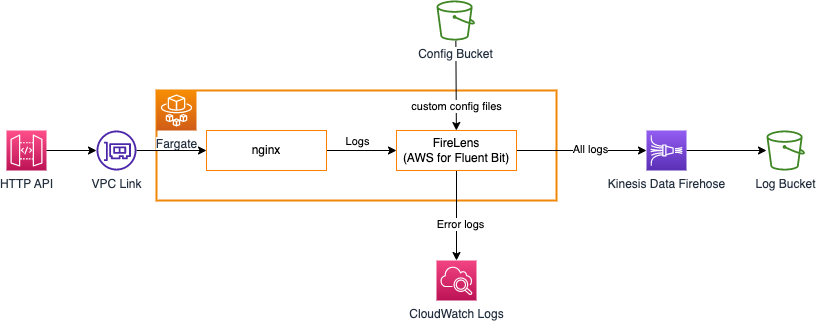 Config Bucket
custom config files
Fargate
HTTP API
VPC Link
nginx
Logs
FireLens
(AWS for Fluent Bit)
All logs
Kinesis Data Firehose
Log Bucket
Error logs
CloudWatch Logs